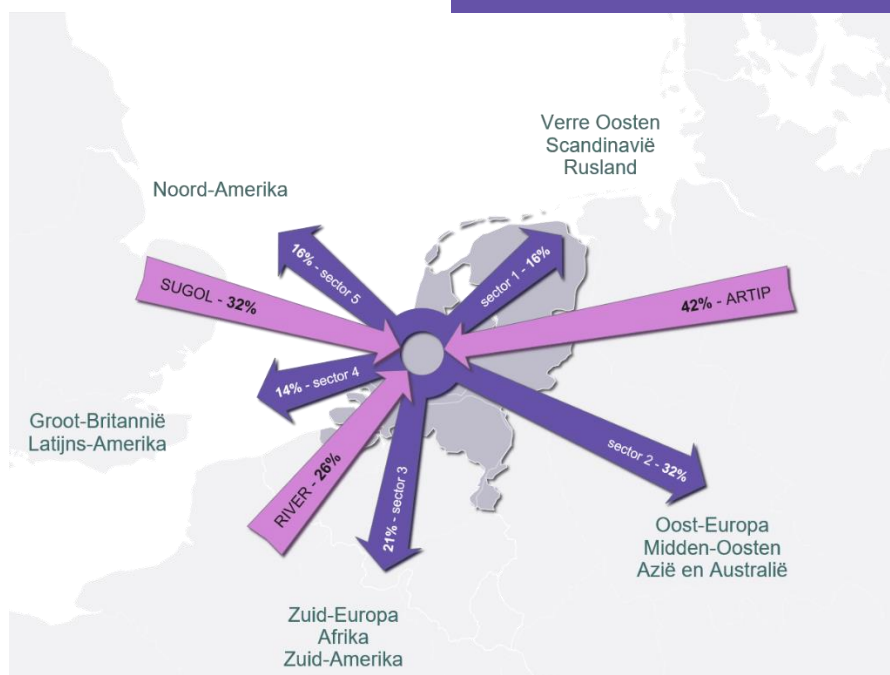 Verre Oosten
Scandinavië
Rusland
Noord-Amerika
16% - sector 5
sector 1 - 16%
SUGOL - 32%
42% - ARTIP
14% - sector 4
Groot-Britannië
Latijns-Amerika
RIVER - 26%
21% - sector 3
sector 2 - 32%
Oost-Europa
Midden-Oosten
Azië en Australië
Zuid-Europa
Afrika
Zuid-Amerika